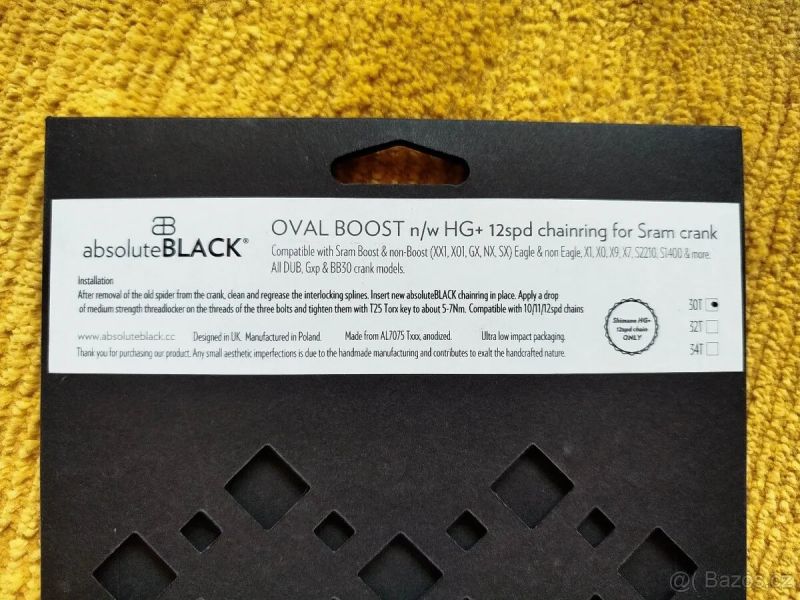 absoluteBLACK®
OVAL BOOST n/w HG+ 12spd chainring for Sram crank
Compatible with Sram Boost & non-Boost (XX1, X01, GX, NX, SX) Eagle & non Eagle, X1, X0, X9, X7, S2210, S1400 & more.
All DUB, Gxp & BB30 crank models.
Installation
After removal of the old spider from the crank, clean and regrease the interlocking splines. Insert new absoluteBLACK chainring in place. Apply a drop
of medium strength threadlocker on the threads of the three bolts and tighten them with T25 Torx key to about 5-7Nm. Compatible with 10/11/12spd chains
www.absoluteblack.cc Designed in UK. Manufactured in Poland. Made from AL7075 Txxx, anodized. Ultra low impact packaging.
Thank you for purchasing our product. Any small aesthetic imperfections is due to the handmade manufacturing and contributes to exalt the handcrafted nature.
Shimano HG+
12spd chain
ONLY
30T
32T
34T
Bazos.cz